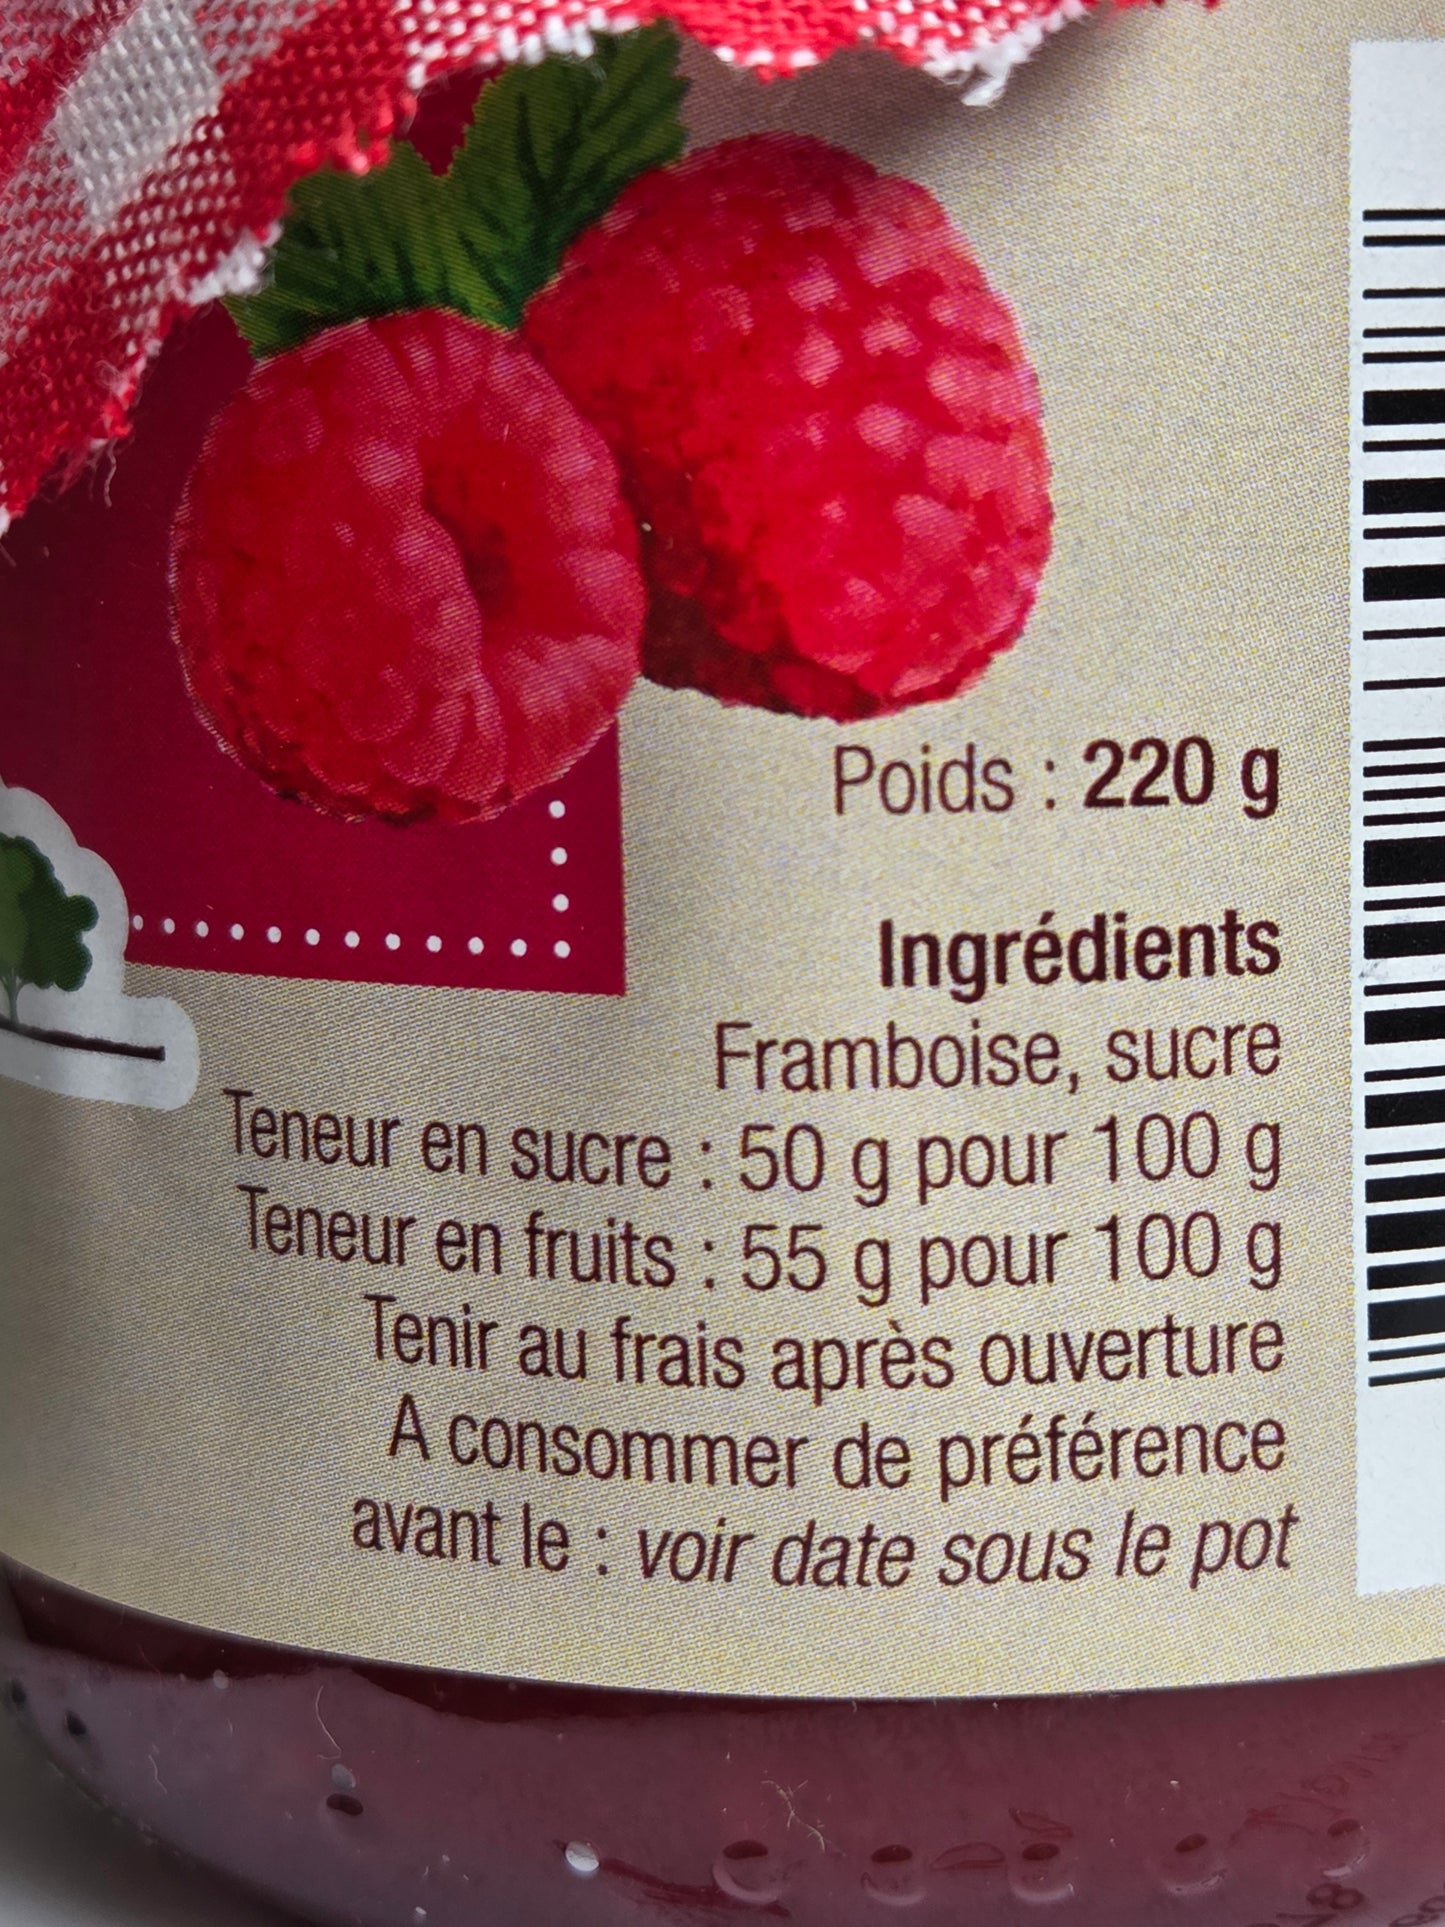 Poids : 220 g
Ingrédients
Framboise, sucre
Teneur en sucre : 50 g pour 100 g
Teneur en fruits : 55 g pour 100 g
Tenir au frais après ouverture
A consommer de préférence
avant le : voir date sous le pot